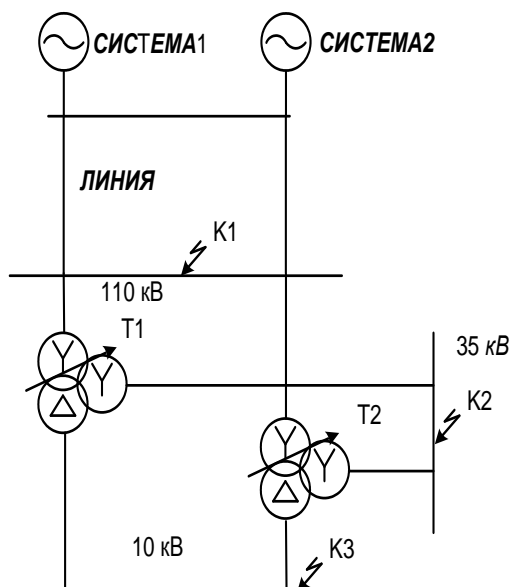 СИСТЕМА1
СИСТЕМА2
ЛИНИЯ
К1
110 кВ
Т1
35 кВ
Т2
К2
10 кВ
К3